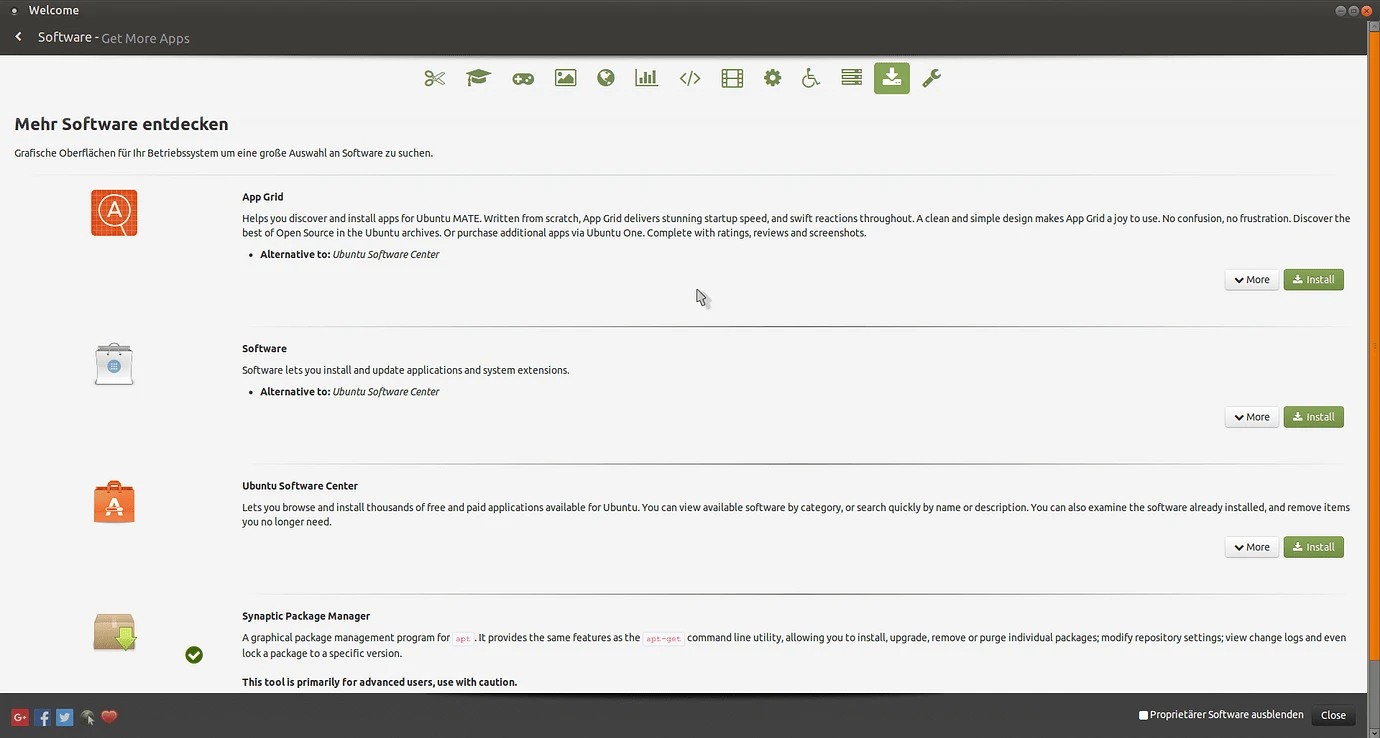 Welcome
Software - Get More Apps
Mehr Software entdecken
Grafische Oberflächen für Ihr Betriebssystem um eine große Auswahl an Software zu suchen.
App Grid
Helps you discover and install apps for Ubuntu MATE. Written from scratch, App Grid delivers stunning startup speed, and swift reactions throughout. A clean and simple design makes App Grid a joy to use. No confusion, no frustration. Discover the
best of Open Source in the Ubuntu archives. Or purchase additional apps via Ubuntu One. Complete with ratings, reviews and screenshots.
• Alternative to: Ubuntu Software Center
More Install
Software
Software lets you install and update applications and system extensions.
• Alternative to: Ubuntu Software Center
More Install
Ubuntu Software Center
Lets you browse and install thousands of free and paid applications available for Ubuntu. You can view available software by category, or search quickly by name or description. You can also examine the software already installed, and remove items
you no longer need.
More Install
Synaptic Package Manager
A graphical package management program for apt . It provides the same features as the apt-get command line utility, allowing you to install, upgrade, remove or purge individual packages; modify repository settings; view change logs and even
lock a package to a specific version.
This tool is primarily for advanced users, use with caution.
Proprietärer Software ausblenden Close